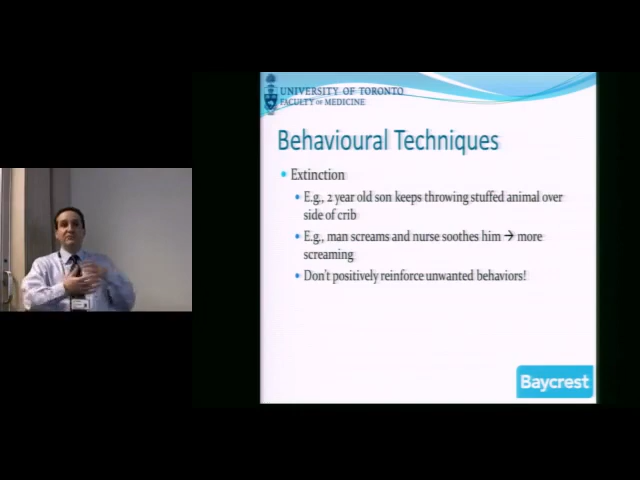 UNIVERSITY OF TORONTO
FACULTY OF MEDICINE
Behavioural Techniques
Extinction
E.g., 2 year old son keeps throwing stuffed animal over
side of crib
E.g., man screams and nurse soothes him → more
screaming
Don't positively reinforce unwanted behaviors!
Baycrest